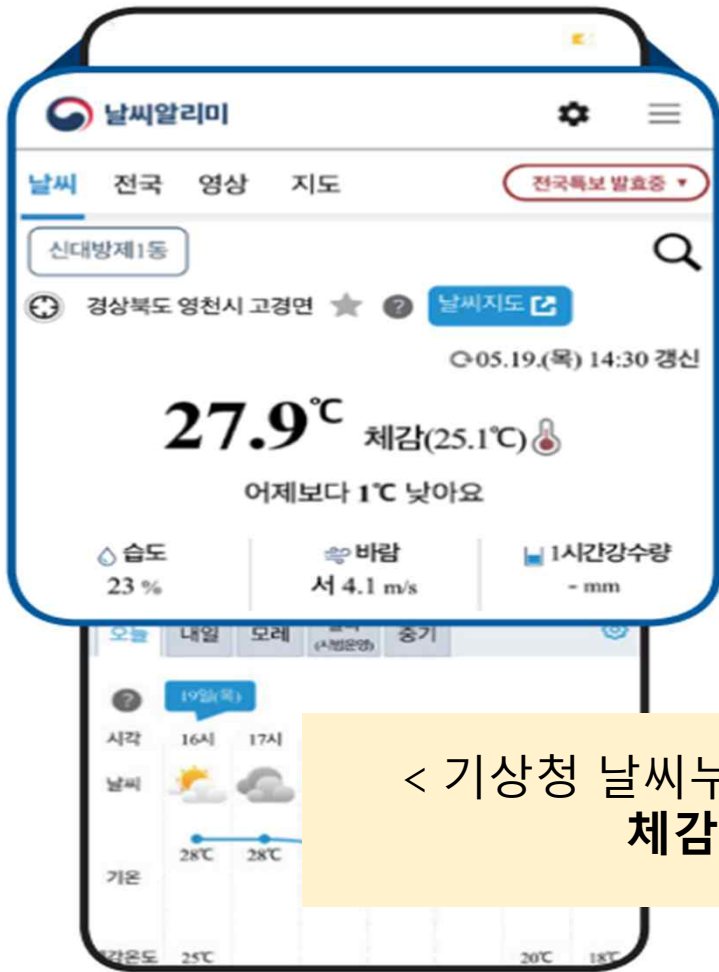 날씨알리미
날씨 전국 영상 지도 전국특보 발효중 ▼
신대방제1동
경상북도 영천시 고경면 날씨지도
05.19.(목) 14:30 갱신
27.9℃ 체감(25.1℃)
어제보다 1℃ 낮아요
습도 바람 1시간강수량
23 % 서 4.1 m/s - mm
오늘 내일 모레 중기
(시범운영)
19일(목)
시각 16시 17시
날씨
< 기상청 날씨누
체감
28℃ 28℃
기온
25℃ 20℃ 18℃